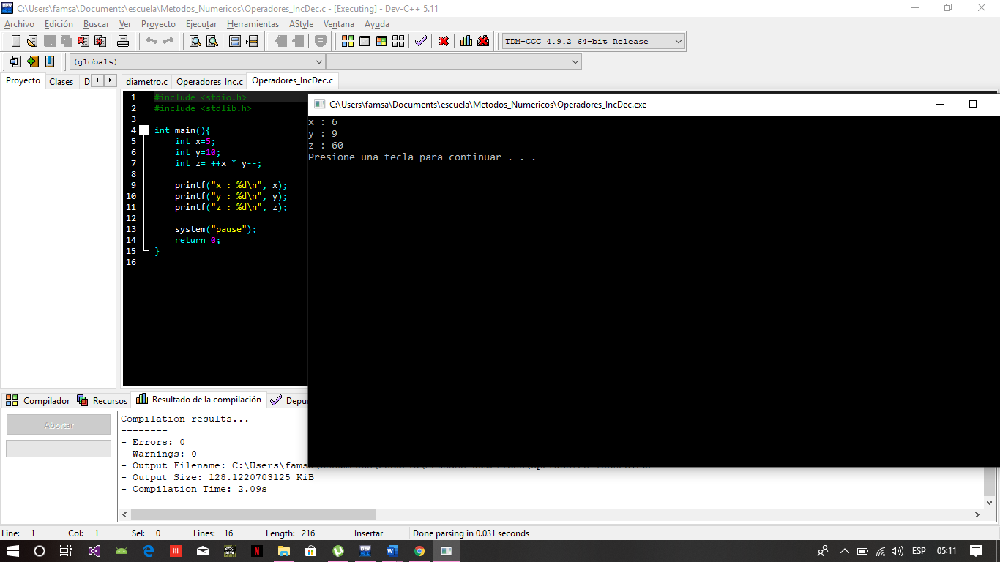 C:\Users\famsa\Documents\escuela\Metodos_Numericos\Operadores_IncDec.c - [Executing] - Dev-C++ 5.11
Archivo Edición Buscar Ver Proyecto Ejecutar Herramientas AStyle Ventana Ayuda
TDM-GCC 4.9.2 64-bit Release
(globals)
Proyecto Clases D diametro.c Operadores_Inc.c Operadores_IncDec.c
1 #include <stdio.h>
2 #include <stdlib.h>
3
4 int main(){
5 int x=5;
6 int y=10;
7 int z= ++x * y--;
8
9 printf("x : %d\n", x);
10 printf("y : %d\n", y);
11 printf("z : %d\n", z);
12
13 system("pause");
14 return 0;
15 }
16
C:\Users\famsa\Documents\escuela\Metodos_Numericos\Operadores_IncDec.exe
x : 6
y : 9
z : 60
Presione una tecla para continuar . . .
Compilador Recursos Resultado de la compilación Depu
Abortar
Compilation results...
--------
- Errors: 0
- Warnings: 0
- Output Filename: C:\Users\famsa\Documents\escuela\Metodos_Numericos\Operadores_IncDec.exe
- Output Size: 128.1220703125 KiB
- Compilation Time: 2.09s
Line: 1 Col: 1 Sel: 0 Lines: 16 Length: 216 Insertar Done parsing in 0.031 seconds
ESP 05:11